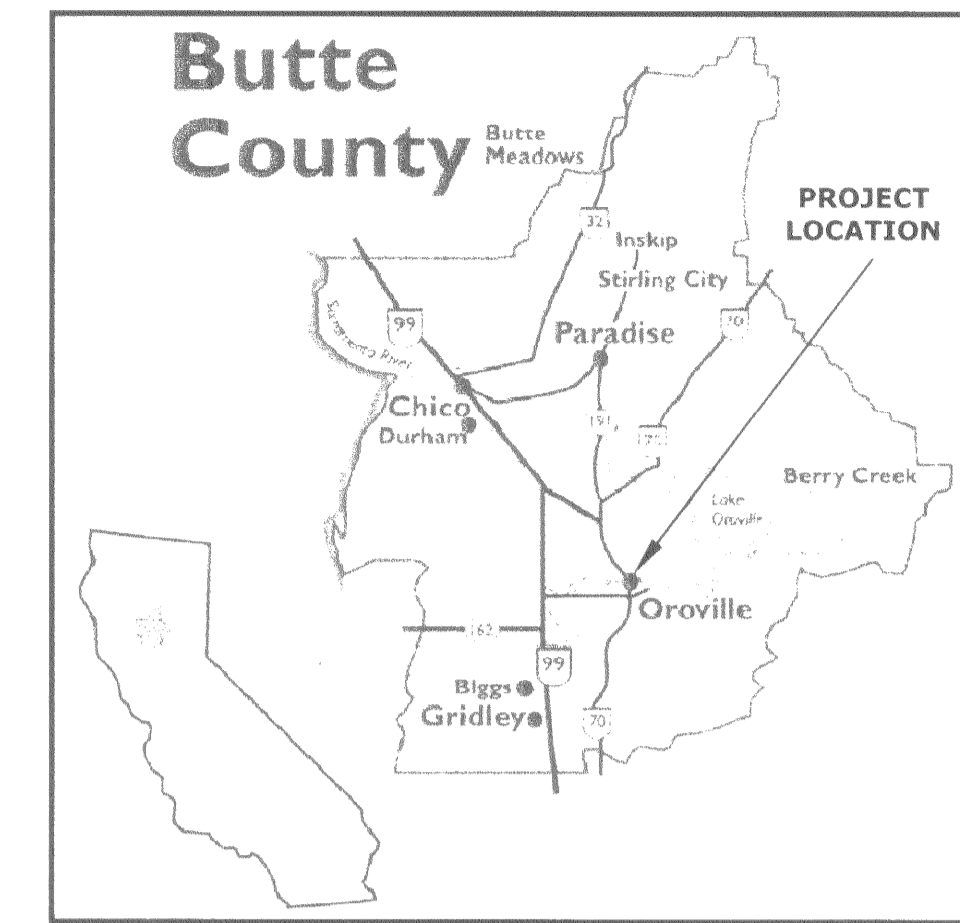 Butte
County
Butte
Meadows
PROJECT
LOCATION
32
Inskip
Stirling City
99
Sacramento River
70
Paradise
Chico
Durham
191
70
Berry Creek
Lake
Oroville
Oroville
162
99
Biggs
Gridley
70